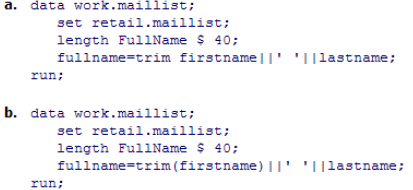 a. data work.maillist;
set retail.maillist;
length FullName $ 40;
fullname=trim firstname||' '||lastname;
run;
b. data work.maillist;
set retail.maillist;
length FullName $ 40;
fullname=trim(firstname)||' '||lastname;
run;